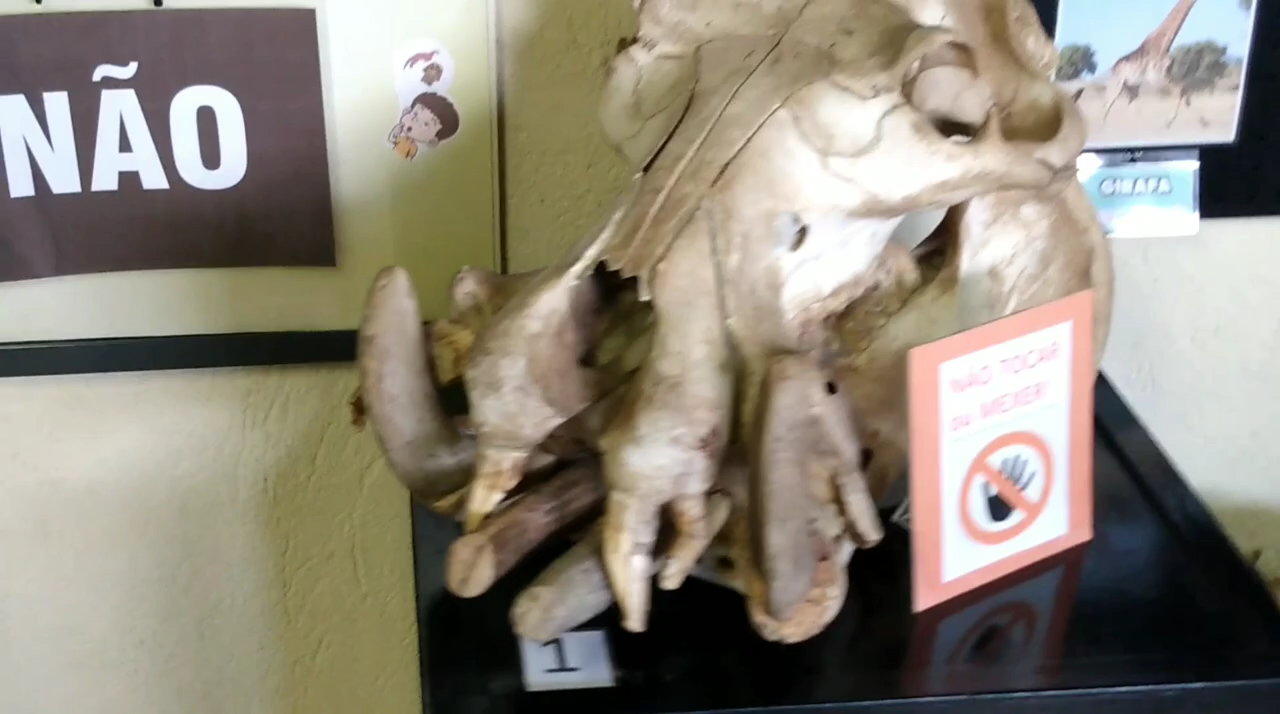 NÃO
GIRAFA
NÃO TOCAR
OU MEXER!
1